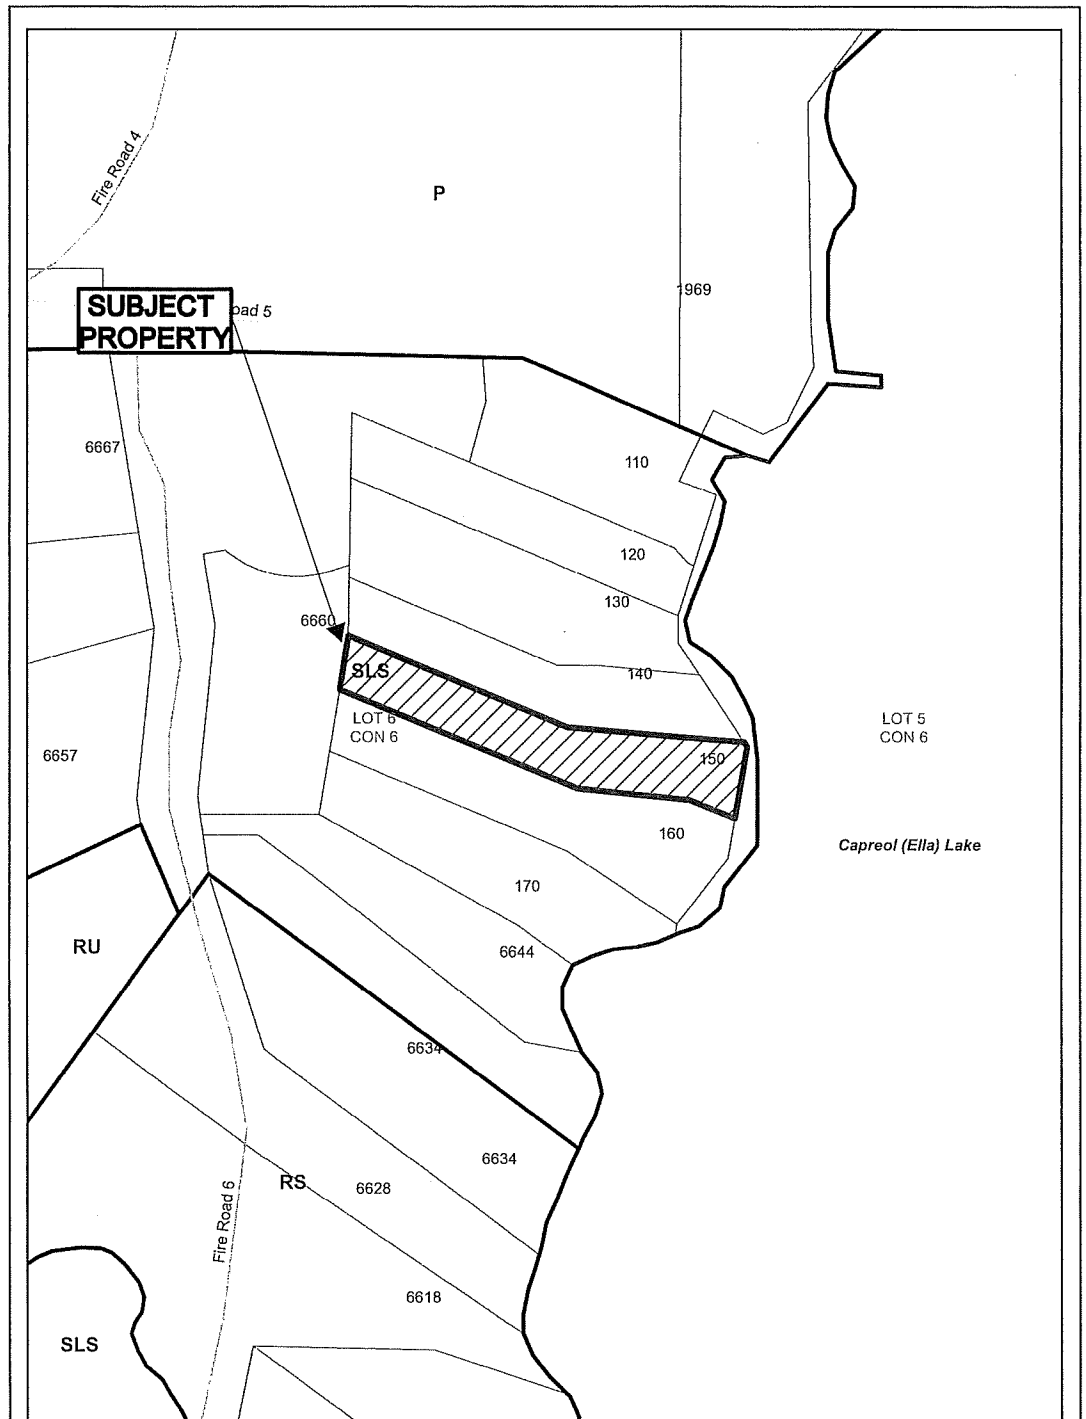 Fire Road 4
P
1969
SUBJECT
PROPERTY
oad 5
6667
110
120
130
6660
SLS
140
LOT 6
CON 6
150
LOT 5
CON 6
6657
160
Capreol (Ella) Lake
170
RU
6644
6634
6634
RS
6628
Fire Road 6
6618
SLS